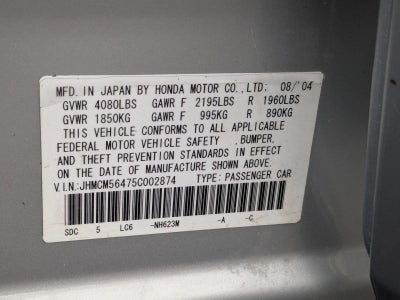 MFD. IN JAPAN BY HONDA MOTOR CO., LTD: 08/'04
GVWR 4080LBS GAWR F 2195LBS R 1960LBS
GVWR 1850KG GAWR F 995KG R 890KG
THIS VEHICLE CONFORMS TO ALL APPLICABLE
FEDERAL MOTOR VEHICLE SAFETY ,BUMPER,
AND THEFT PREVENTION STANDARDS IN EFFECT
ON THE DATE OF MANUFACTURE SHOWN ABOVE.
V.I.N:JHMCM56475C002874 TYPE: PASSENGER CAR
SDC 5 LC6 -NH623M -A -C